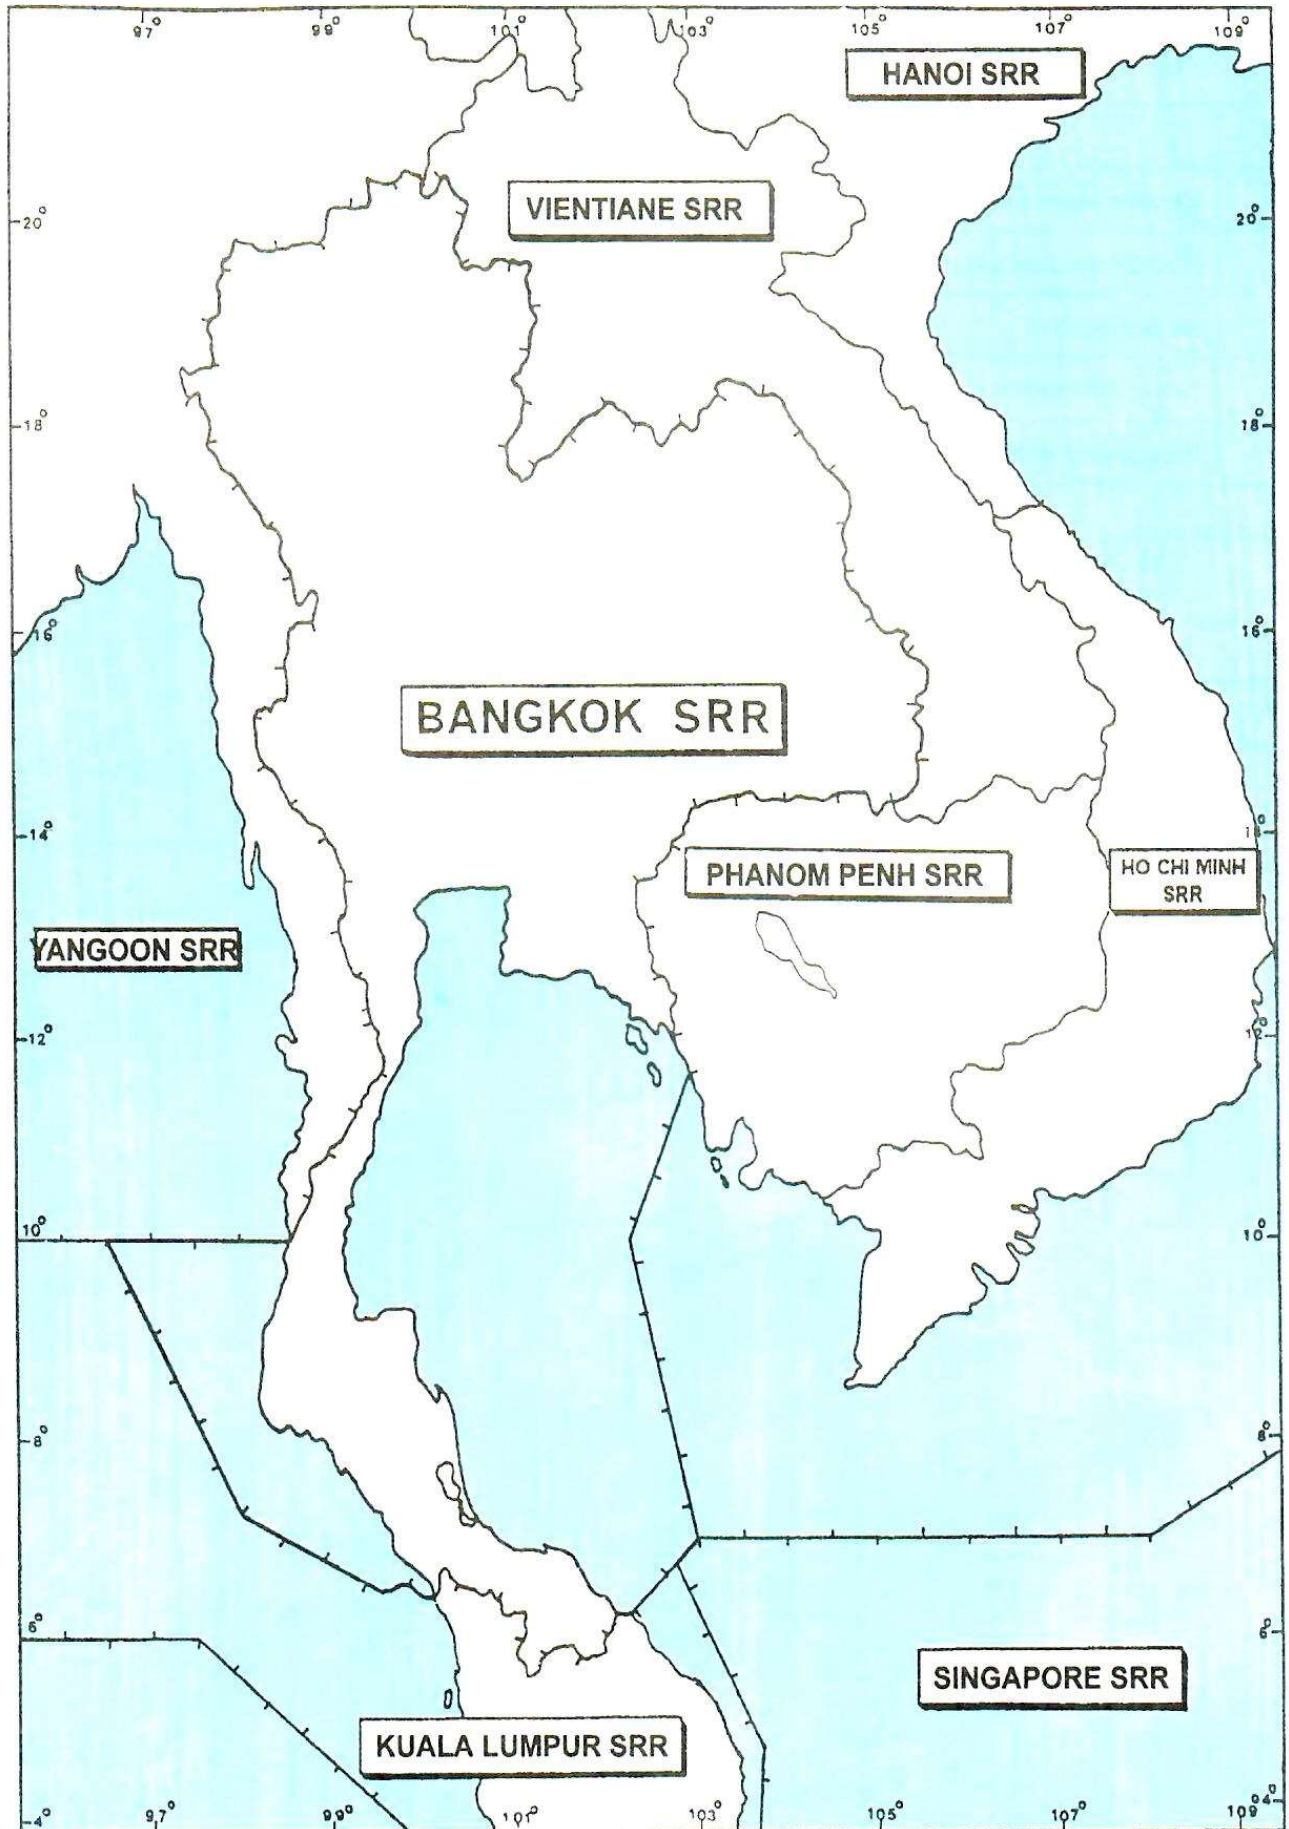 97° 99° 101° 103° 105° 107° 109°
HANOI SRR
VIENTIANE SRR
20° 20°
18° 18°
16° 16°
BANGKOK SRR
14°
PHANOM PENH SRR
HO CHI MINH
SRR
YANGOON SRR
12° 12°
10° 10°
8° 8°
6° 6°
SINGAPORE SRR
KUALA LUMPUR SRR
4° 97° 99° 101° 103° 105° 107° 109° 4°